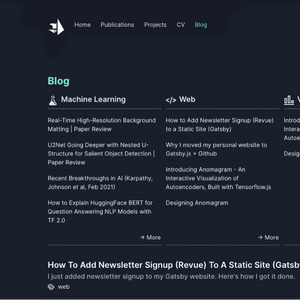 Home Publications Projects CV Blog
Blog
Machine Learning
Real-Time High-Resolution Background
Matting | Paper Review
U2Net Going Deeper with Nested U-
Structure for Salient Object Detection |
Paper Review
Recent Breakthroughs in AI (Karpathy,
Johnson et al, Feb 2021)
How to Explain HuggingFace BERT for
Question Answering NLP Models with
TF 2.0
→ More
</> Web
How to Add Newsletter Signup (Revue)
to a Static Site (Gatsby)
Why I moved my personal website to
Gatsby.js + Github
Introducing Anomagram - An
Interactive Visualization of
Autoencoders, Built with Tensorflow.js
Designing Anomagram
→ More
V
Introd
Intera
Autoe
Desig
How To Add Newsletter Signup (Revue) To A Static Site (Gatsb
I just added newsletter signup to my Gatsby website. Here's how I got it done.
web